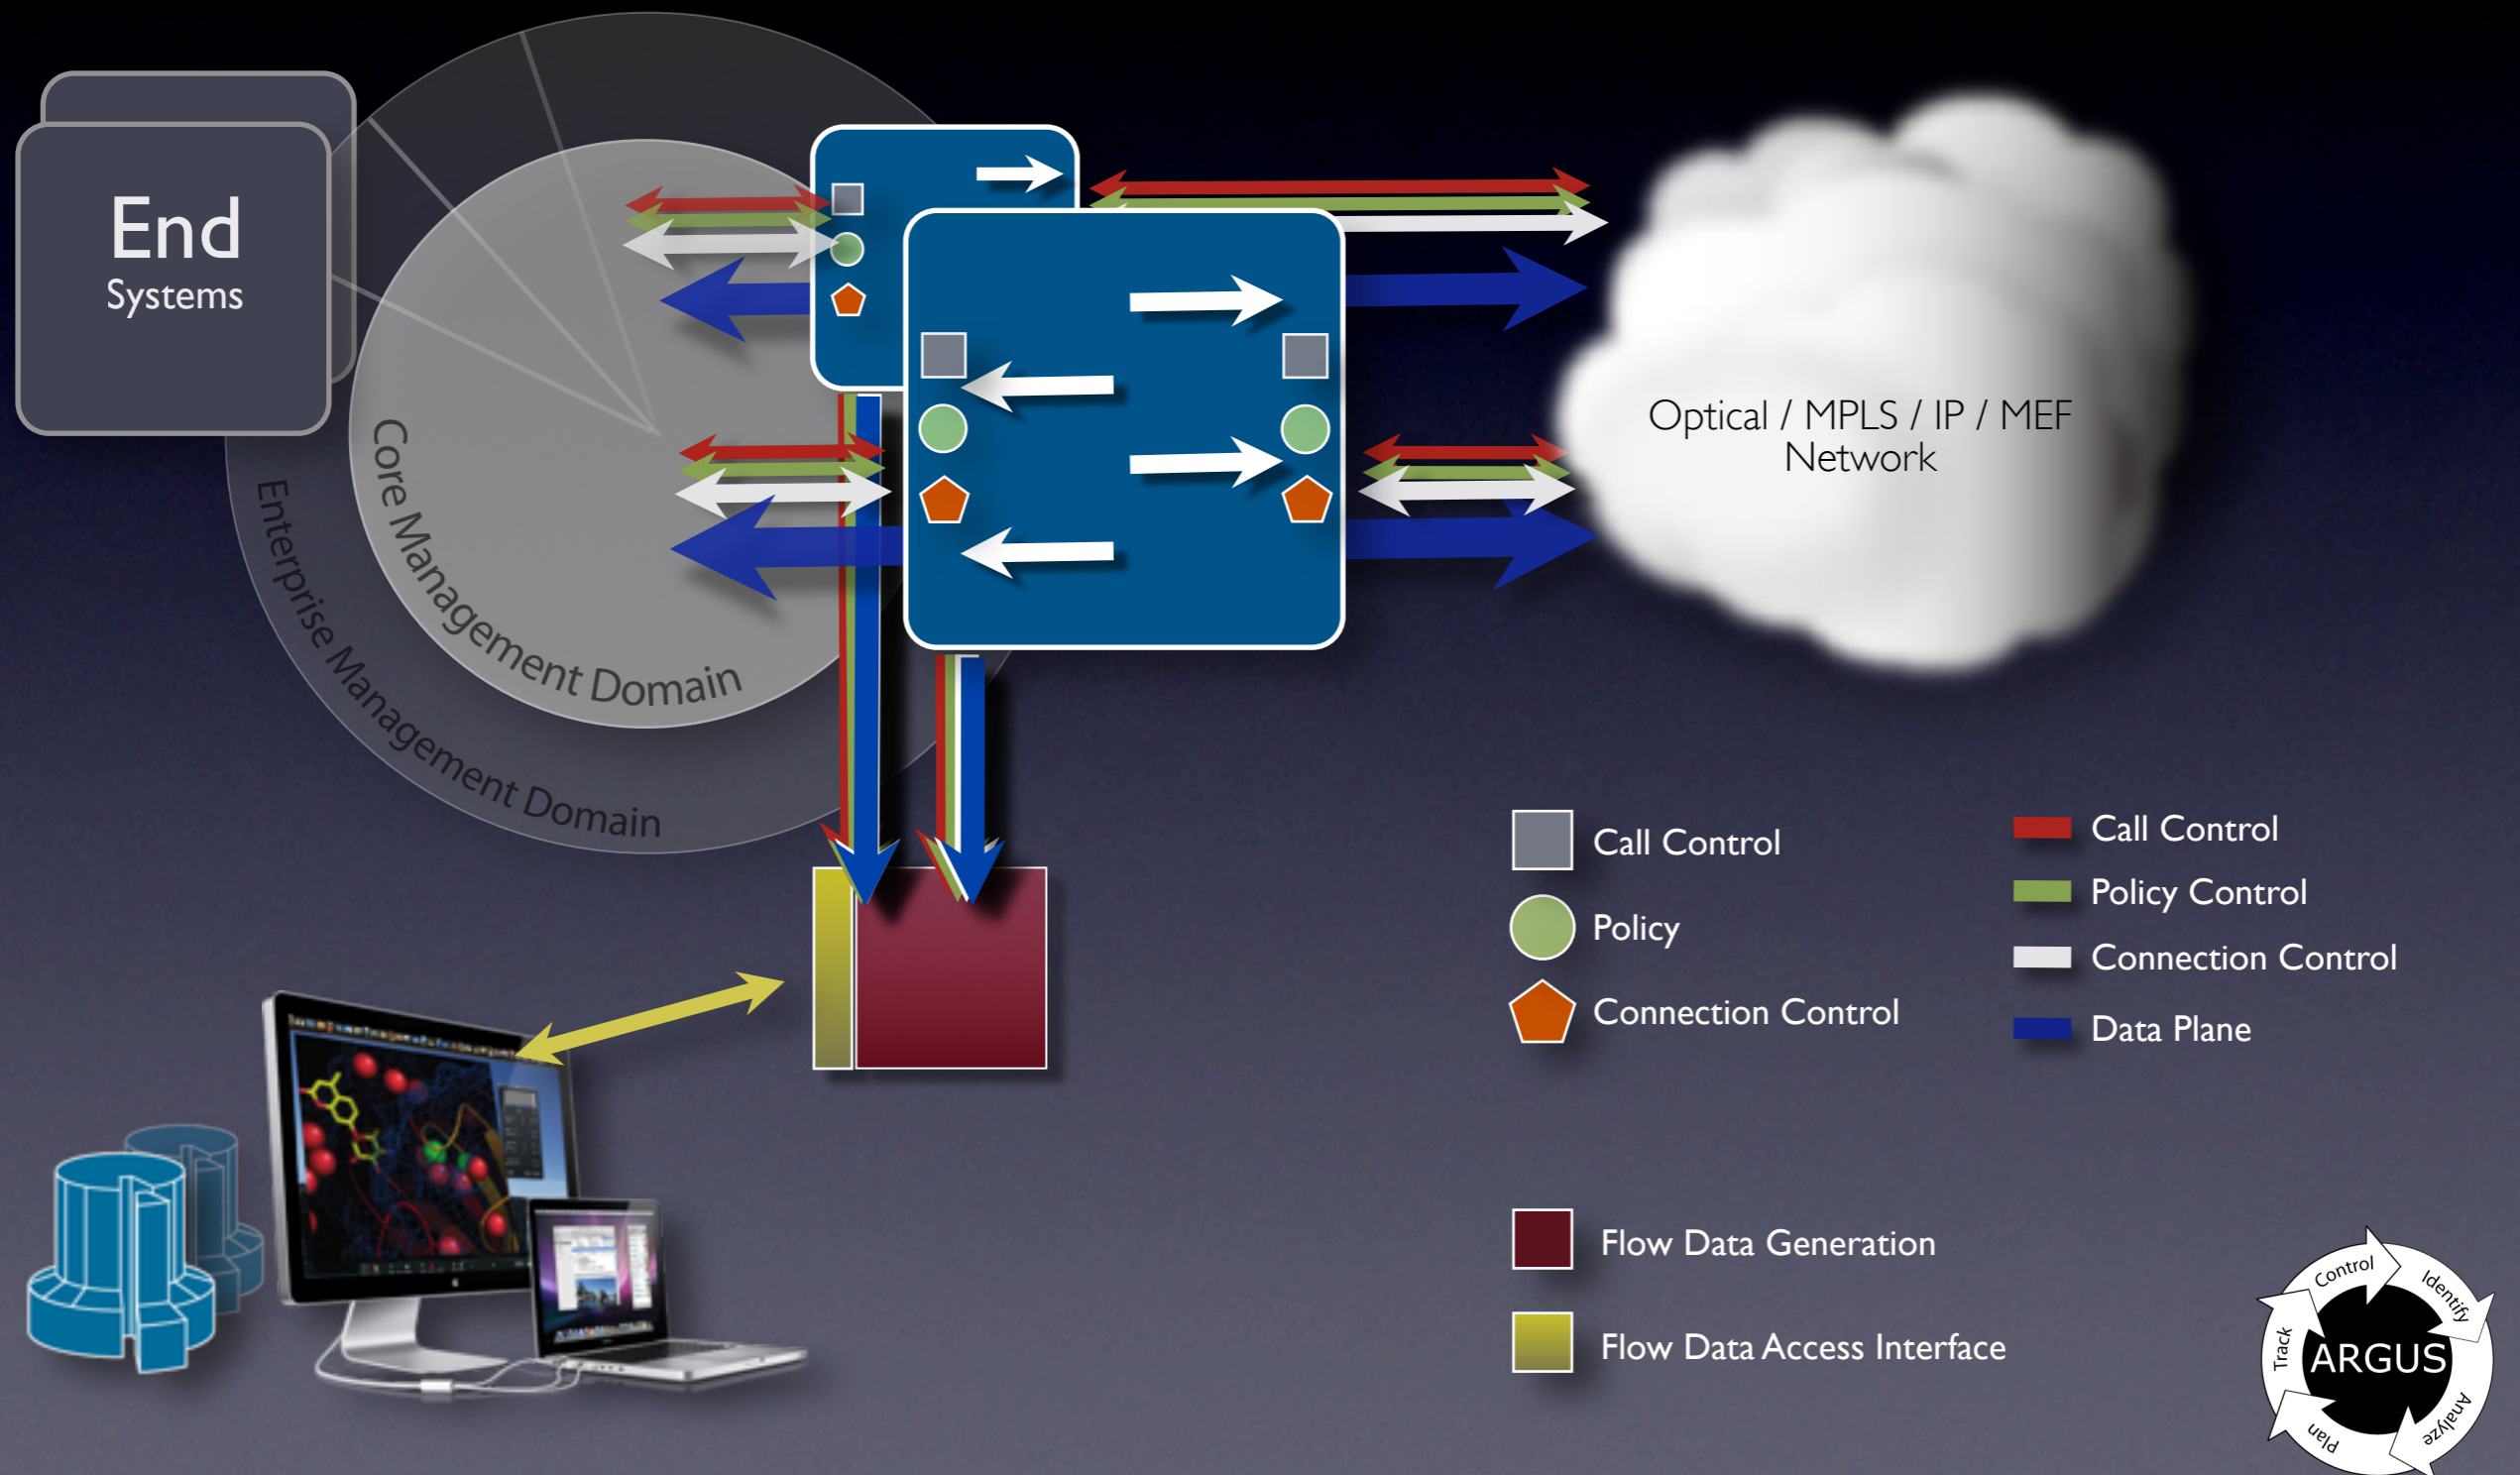 End
Systems
Core Management Domain
Enterprise Management Domain
Optical / MPLS / IP / MEF
Network
Call Control
Policy
Connection Control
Call Control
Policy Control
Connection Control
Data Plane
Flow Data Generation
Flow Data Access Interface
Control
Identify
Analyze
Plan
Track
ARGUS